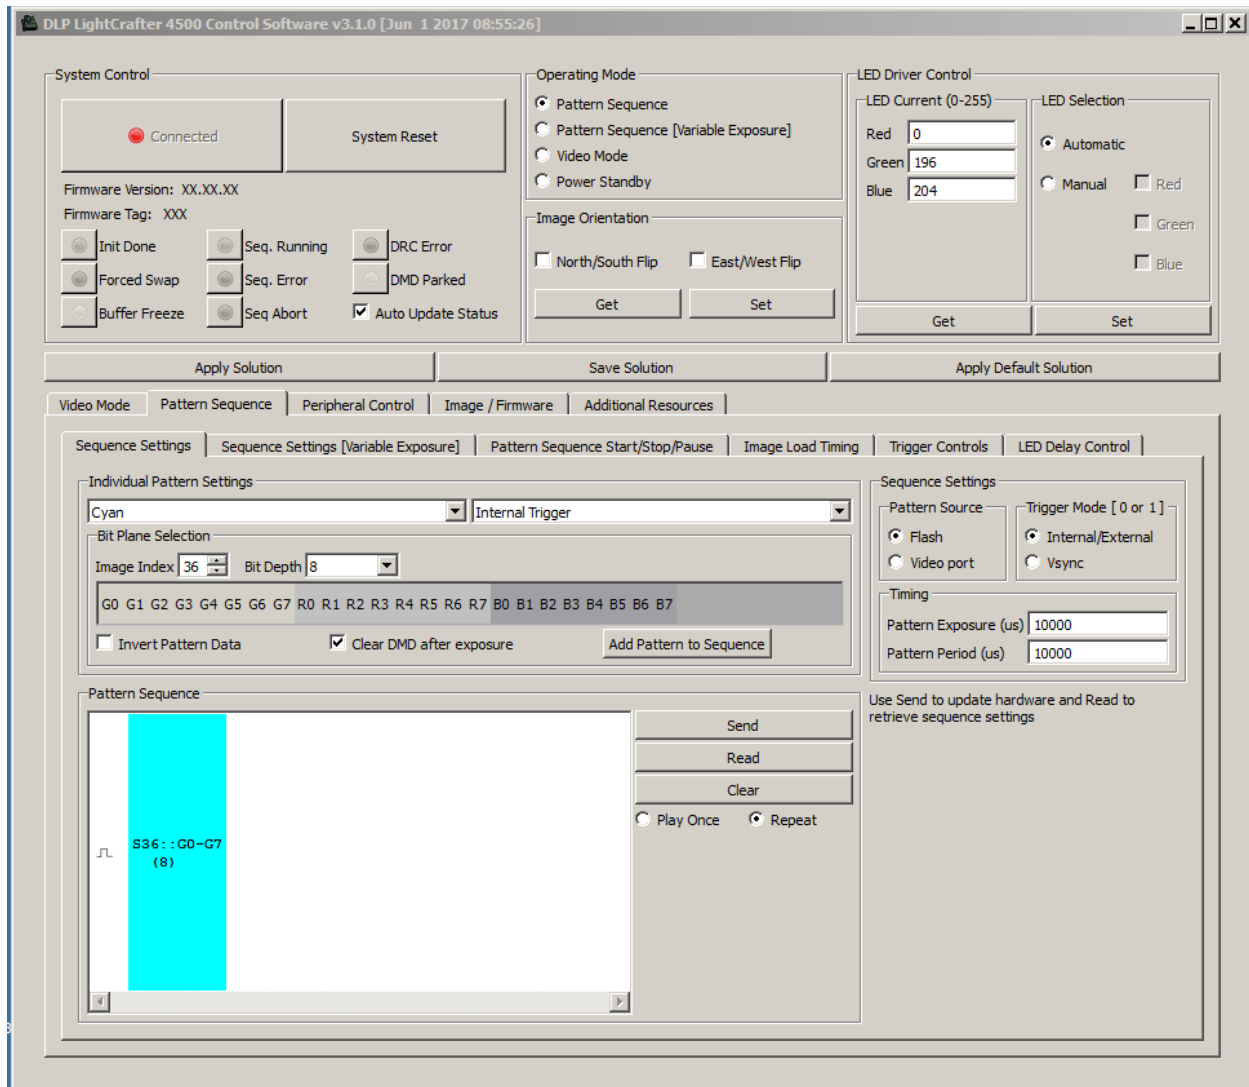 DLP LightCrafter 4500 Control Software v3.1.0 [Jun  1 2017 08:55:26]
System Control
Connected
System Reset
Firmware Version: XX.XX.XX
Firmware Tag: XXX
Init Done
Seq. Running
DRC Error
Forced Swap
Seq. Error
DMD Parked
Buffer Freeze
Seq Abort
Auto Update Status
Operating Mode
Pattern Sequence
Pattern Sequence [Variable Exposure]
Video Mode
Power Standby
Image Orientation
North/South Flip
East/West Flip
Get
Set
LED Driver Control
LED Current (0-255)
Red 0
Green 196
Blue 204
LED Selection
Automatic
Manual
Red
Green
Blue
Get
Set
Apply Solution
Save Solution
Apply Default Solution
Video Mode
Pattern Sequence
Peripheral Control
Image / Firmware
Additional Resources
Sequence Settings
Sequence Settings [Variable Exposure]
Pattern Sequence Start/Stop/Pause
Image Load Timing
Trigger Controls
LED Delay Control
Individual Pattern Settings
Cyan
Internal Trigger
Bit Plane Selection
Image Index 36
Bit Depth 8
G0 G1 G2 G3 G4 G5 G6 G7 R0 R1 R2 R3 R4 R5 R6 R7 B0 B1 B2 B3 B4 B5 B6 B7
Invert Pattern Data
Clear DMD after exposure
Add Pattern to Sequence
Sequence Settings
Pattern Source
Flash
Video port
Trigger Mode [ 0 or 1 ]
Internal/External
Vsync
Timing
Pattern Exposure (us) 10000
Pattern Period (us) 10000
Use Send to update hardware and Read to
retrieve sequence settings
Pattern Sequence
S36::G0-G7
(8)
Send
Read
Clear
Play Once
Repeat